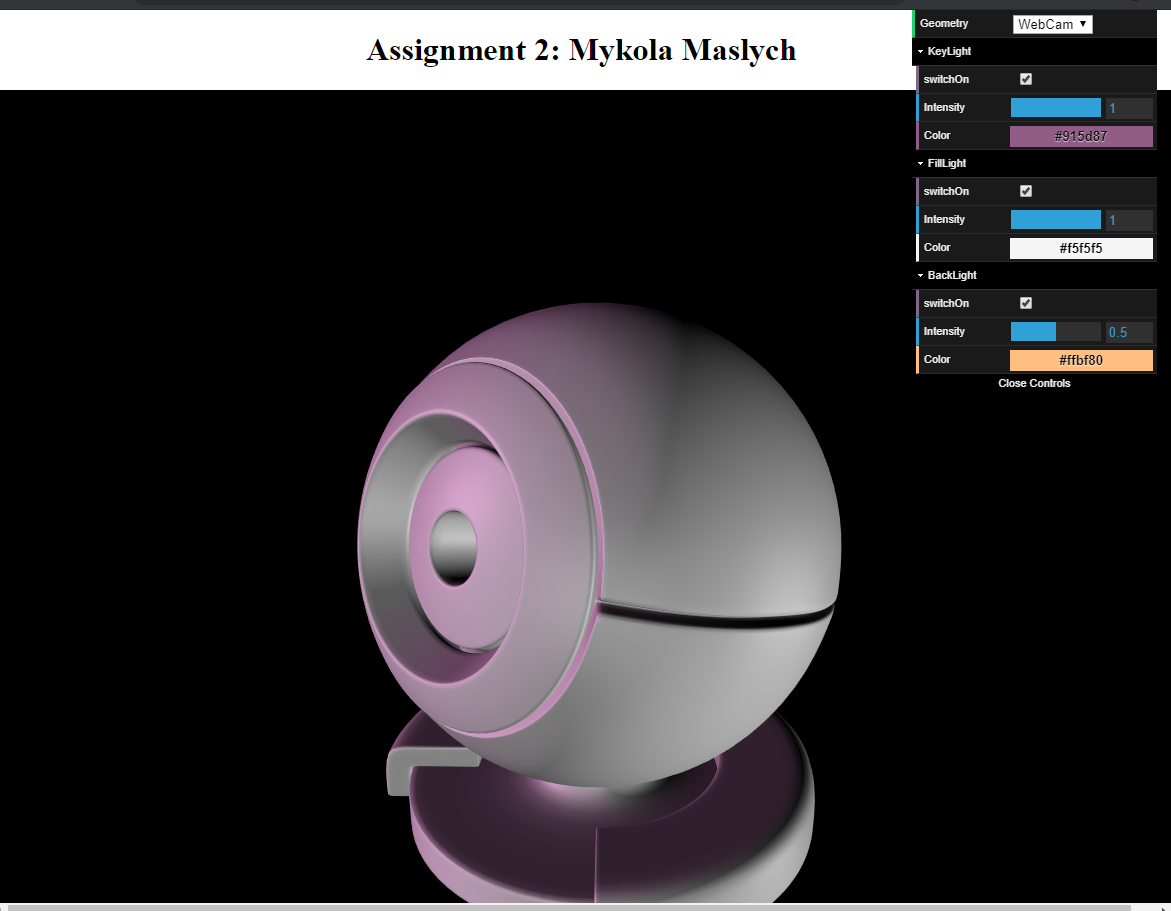 Assignment 2: Mykola Maslych
Geometry WebCam
KeyLight
switchOn
Intensity 1
Color #915d87
FillLight
switchOn
Intensity 1
Color #f5f5f5
BackLight
switchOn
Intensity 0.5
Color #ffbf80
Close Controls